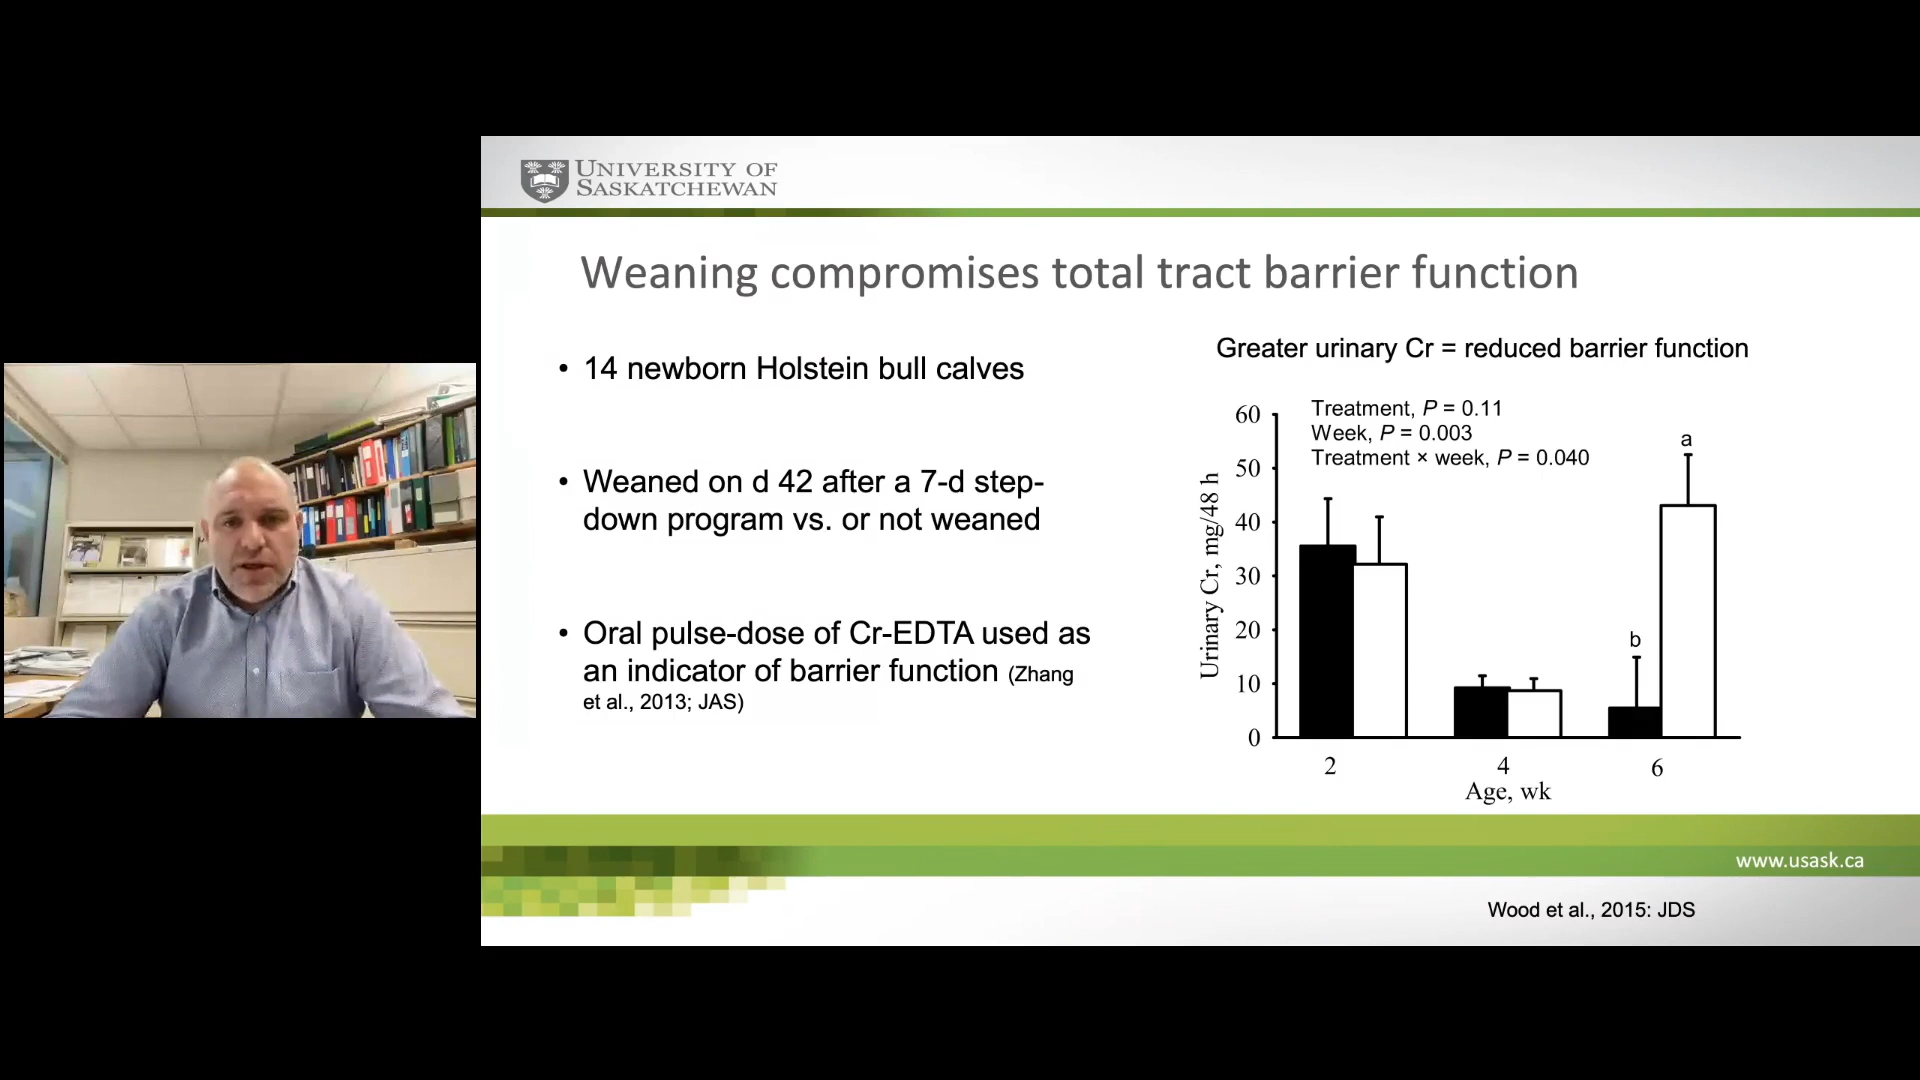 UNIVERSITY OF
SASKATCHEWAN
Weaning compromises total tract barrier function
• 14 newborn Holstein bull calves
• Weaned on d 42 after a 7-d step-
down program vs. or not weaned
• Oral pulse-dose of Cr-EDTA used as
an indicator of barrier function (Zhang
et al., 2013; JAS)
Greater urinary Cr = reduced barrier function
Treatment, P = 0.11
Week, P = 0.003
Treatment × week, P = 0.040
Urinary Cr, mg/48 h
60
50
40
30
20
10
0
a
b
2 4 6
Age, wk
www.usask.ca
Wood et al., 2015: JDS